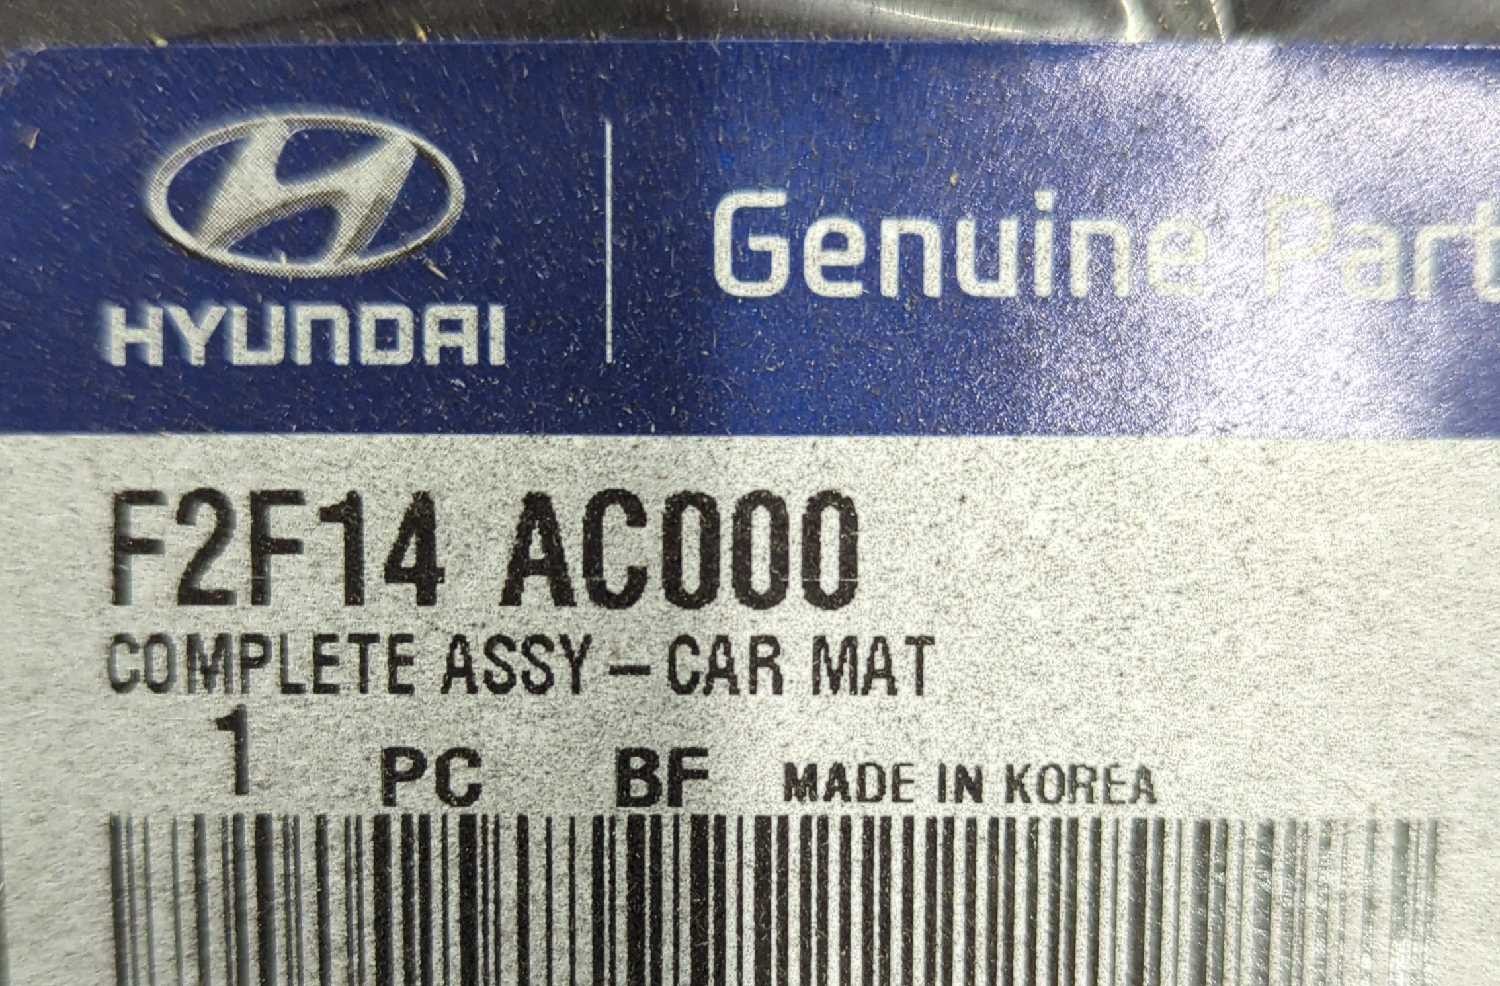 HYUNDAI
Genuine Part
F2F14 AC000
COMPLETE ASSY-CAR MAT
1 PC BF MADE IN KOREA